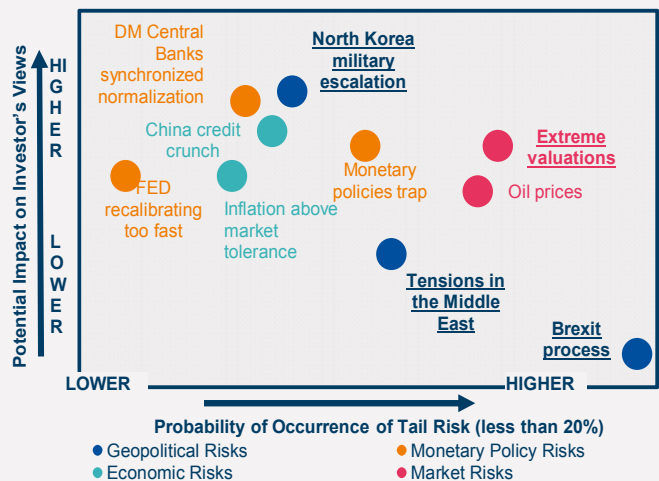 Potential Impact on Investor's Views
HIGHER
LOWER
DM Central
Banks
synchronized
normalization
North Korea
military
escalation
China credit
crunch
FED
recalibrating
too fast
Inflation above
market
tolerance
Monetary
policies trap
Extreme
valuations
Oil prices
Tensions in
the Middle
East
Brexit
process
LOWER
HIGHER
Probability of Occurrence of Tail Risk (less than 20%)
Geopolitical Risks
Monetary Policy Risks
Economic Risks
Market Risks